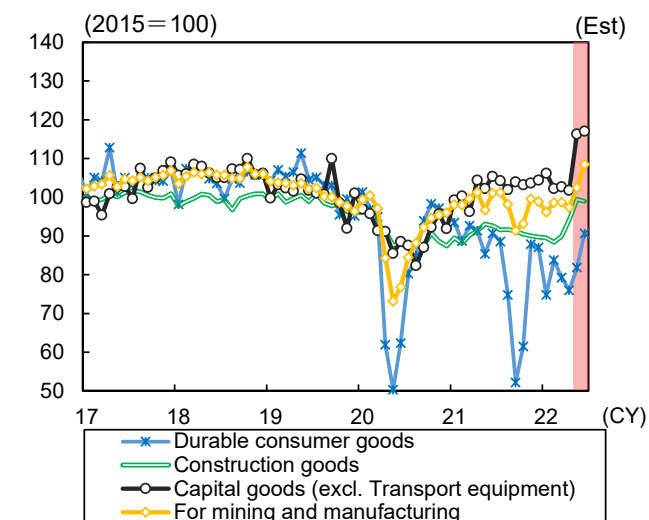 (2015＝100)
(Est)
140
130
120
110
100
90
80
70
60
50
17 18 19 20 21 22 (CY)
Durable consumer goods
Construction goods
Capital goods (excl. Transport equipment)
For mining and manufacturing